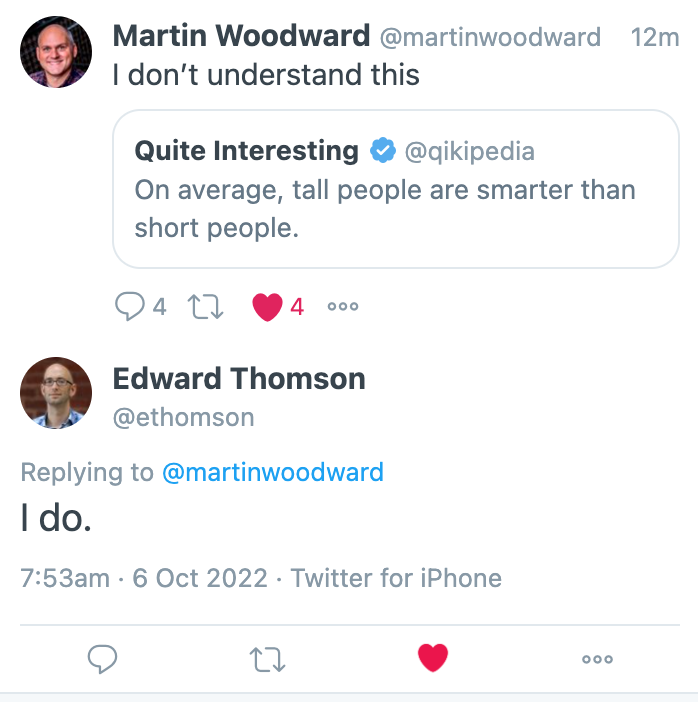 Martin Woodward @martinwoodward 12m
I don’t understand this
Quite Interesting @qikipedia
On average, tall people are smarter than
short people.
4 4
Edward Thomson
@ethomson
Replying to @martinwoodward
I do.
7:53am · 6 Oct 2022 · Twitter for iPhone